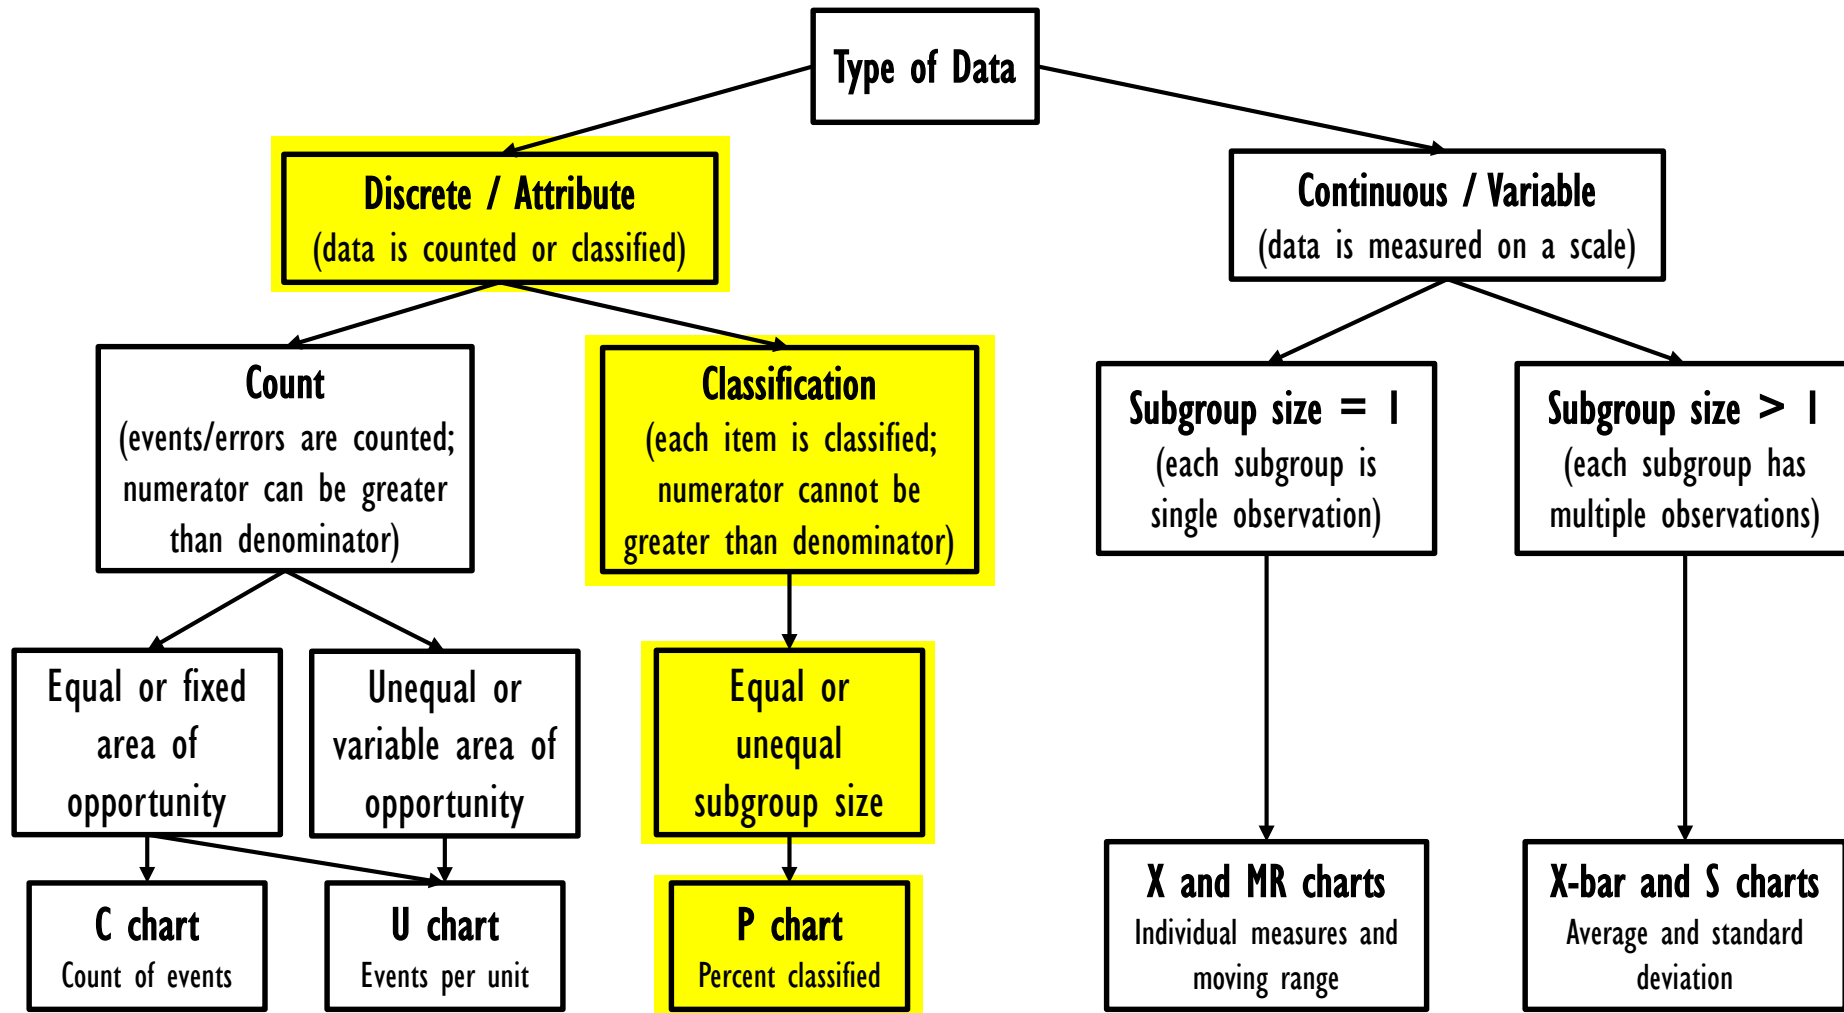 Type of Data
Discrete / Attribute
(data is counted or classified)
Continuous / Variable
(data is measured on a scale)
Count
(events/errors are counted;
numerator can be greater
than denominator)
Classification
(each item is classified;
numerator cannot be
greater than denominator)
Subgroup size = 1
(each subgroup is
single observation)
Subgroup size > 1
(each subgroup has
multiple observations)
Equal or fixed
area of
opportunity
Unequal or
variable area of
opportunity
Equal or
unequal
subgroup size
C chart
Count of events
U chart
Events per unit
P chart
Percent classified
X and MR charts
Individual measures and
moving range
X-bar and S charts
Average and standard
deviation